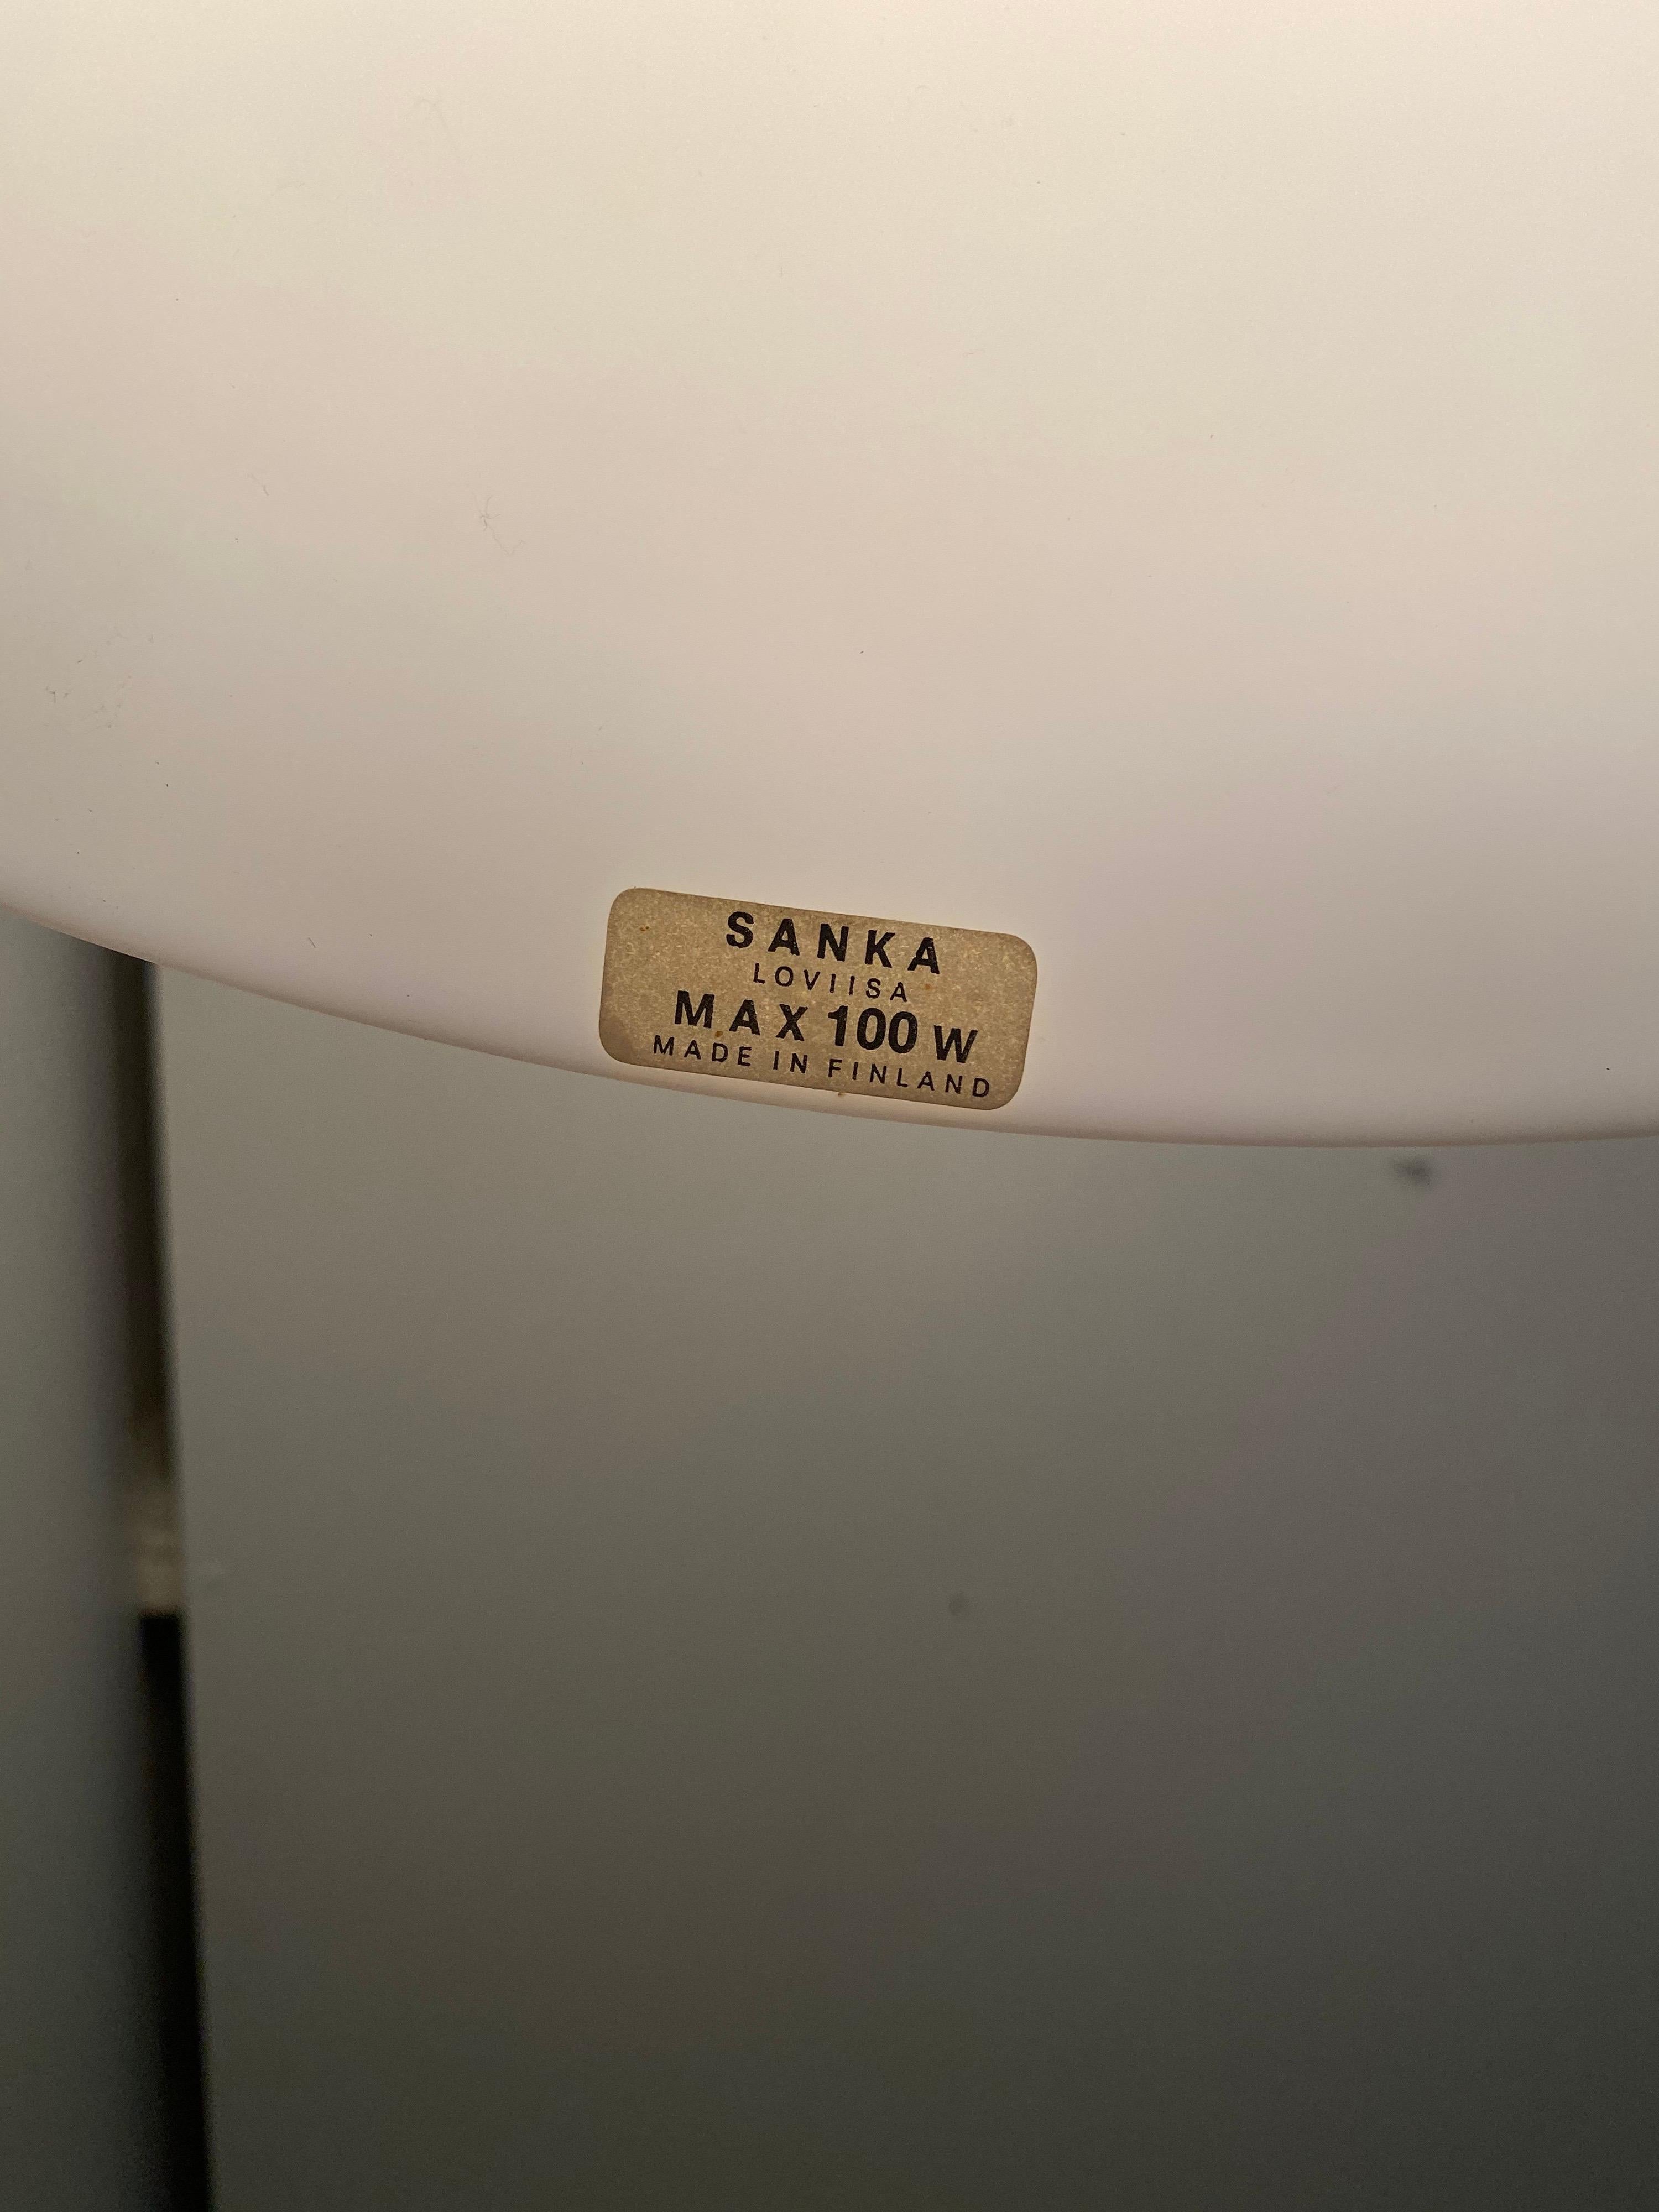 SANKA
LOVIISA
MAX 100 W
MADE IN FINLAND